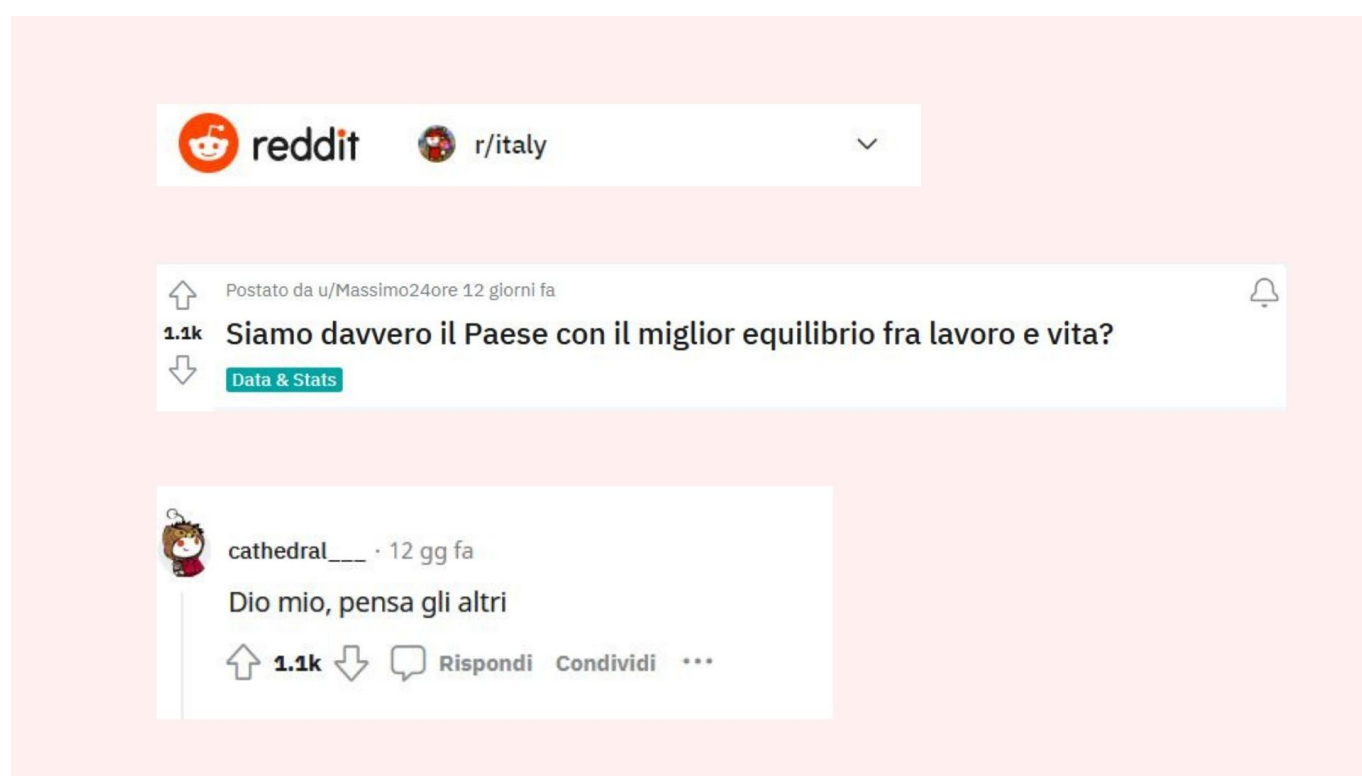 reddit r/italy
Postato da u/Massimo24ore 12 giorni fa
1.1k Siamo davvero il Paese con il miglior equilibrio fra lavoro e vita?
Data & Stats
cathedral___ · 12 gg fa
Dio mio, pensa gli altri
1.1k Rispondi Condividi ···